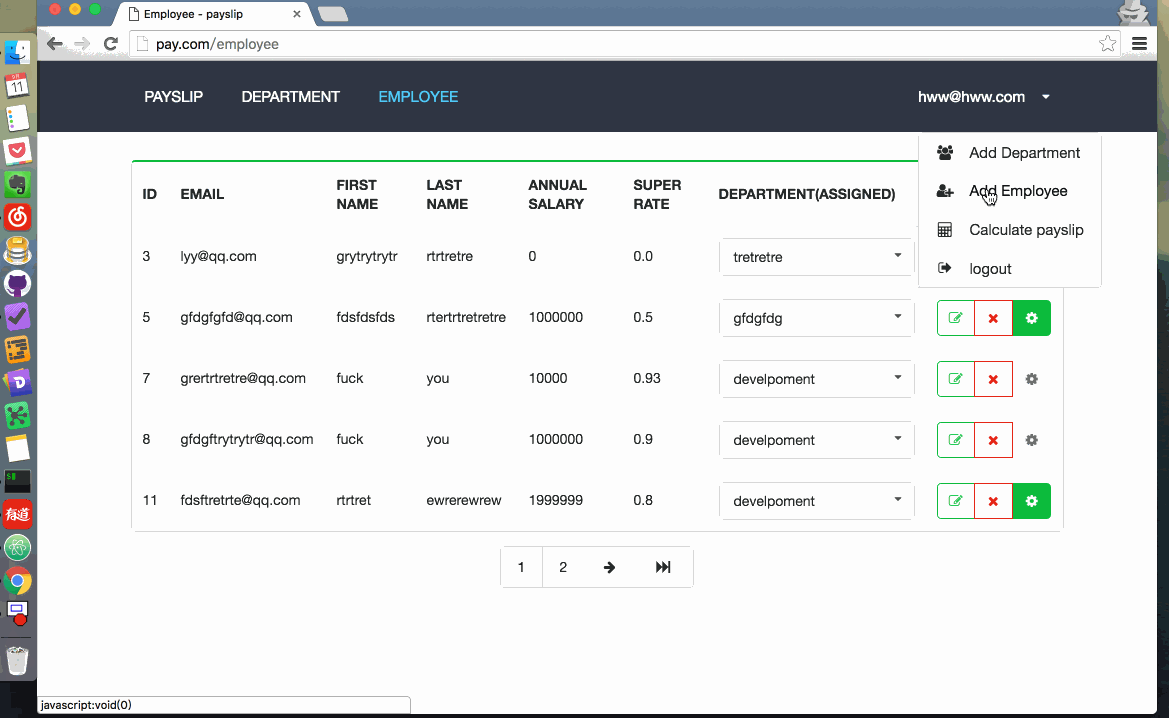 Employee - payslip
pay.com/employee
PAYSLIP DEPARTMENT EMPLOYEE hww@hww.com
Add Department
Add Employee
Calculate payslip
logout
ID EMAIL FIRST NAME LAST NAME ANNUAL SALARY SUPER RATE DEPARTMENT(ASSIGNED)
3 lyy@qq.com grytrytrytr rtrtretre 0 0.0 tretretre
5 gfdgfgfd@qq.com fdsfdsfds rtertrtretretre 1000000 0.5 gfdgfdg
7 grertrtretre@qq.com fuck you 10000 0.93 develpoment
8 gfdgftrytrytr@qq.com fuck you 1000000 0.9 develpoment
11 fdsftretrte@qq.com rtrtret ewrerewrew 1999999 0.8 develpoment
1 2
javascript:void(0)
11
有道